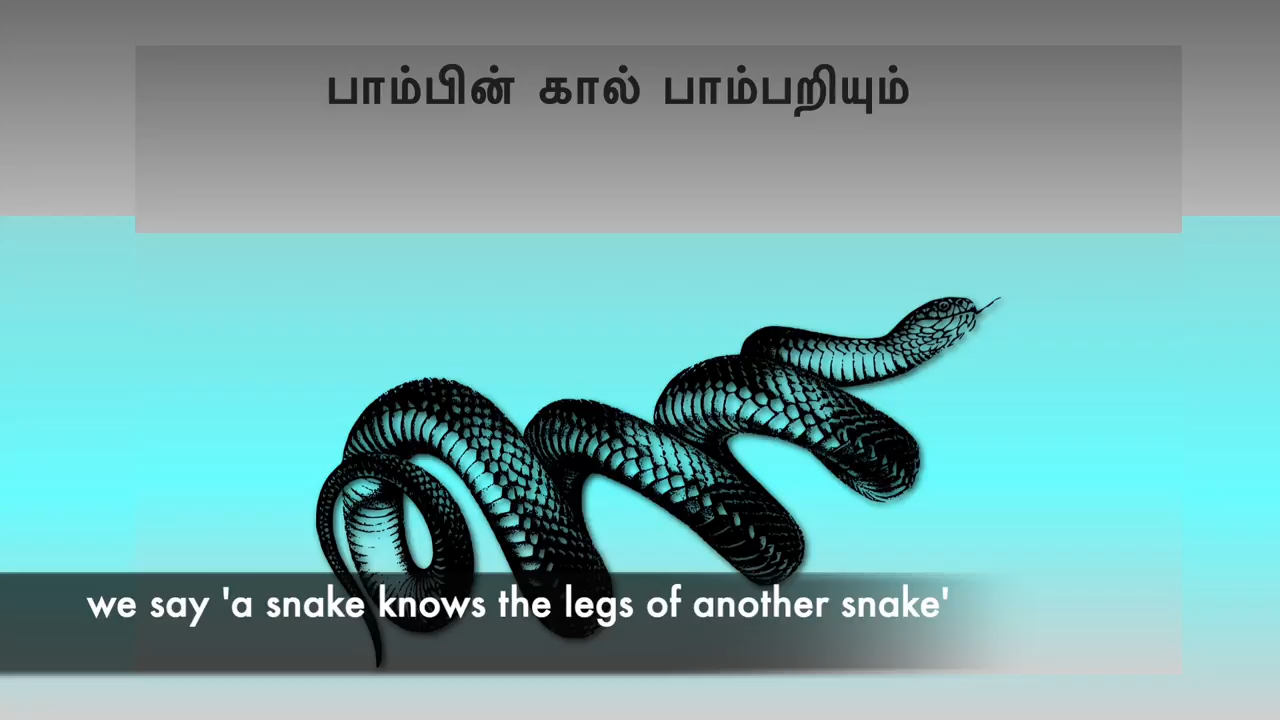 பாம்பின் கால் பாம்பறியும்
we say 'a snake knows the legs of another snake'